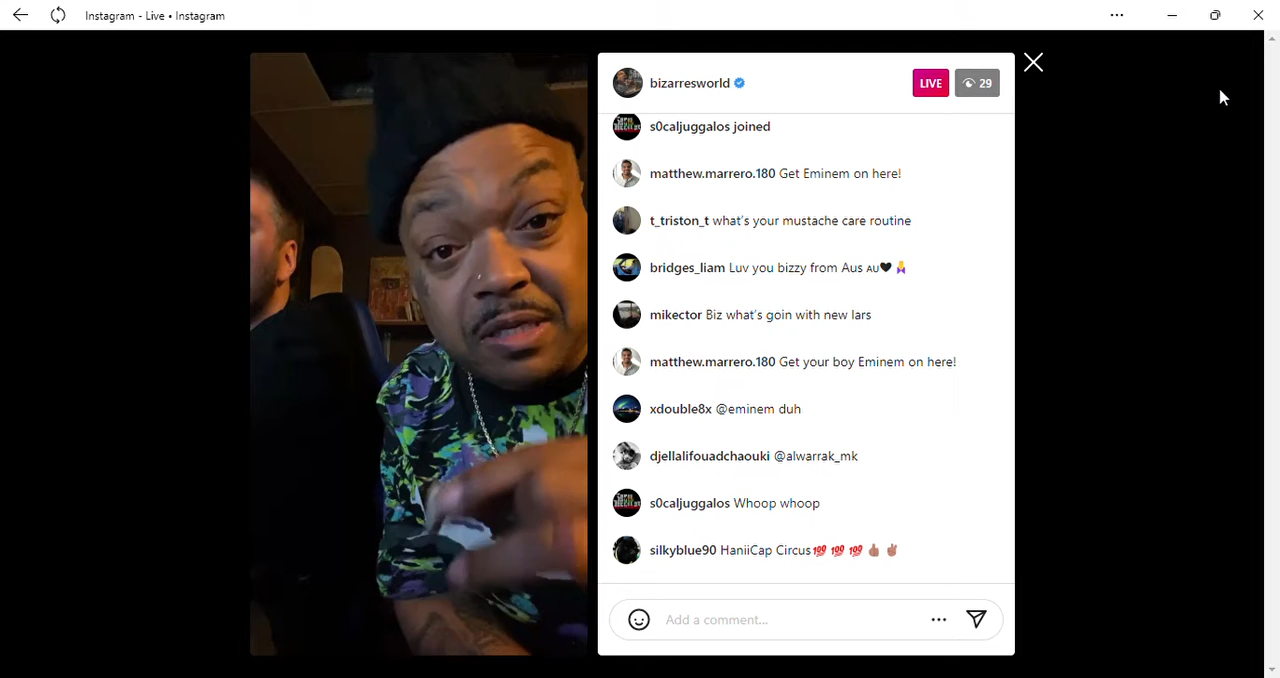 Instagram - Live • Instagram
bizarresworld
LIVE
29
s0caljuggalos joined
matthew.marrero.180 Get Eminem on here!
t_triston_t what's your mustache care routine
bridges_liam Luv you bizzy from Aus AU🖤🧜‍♀️
mikector Biz what's goin with new lars
matthew.marrero.180 Get your boy Eminem on here!
xdouble8x @eminem duh
djellalifouadchaouki @alwarrak_mk
s0caljuggalos Whoop whoop
silkyblue90 HaniiCap Circus💯💯💯👍🏽✌🏽
Add a comment...